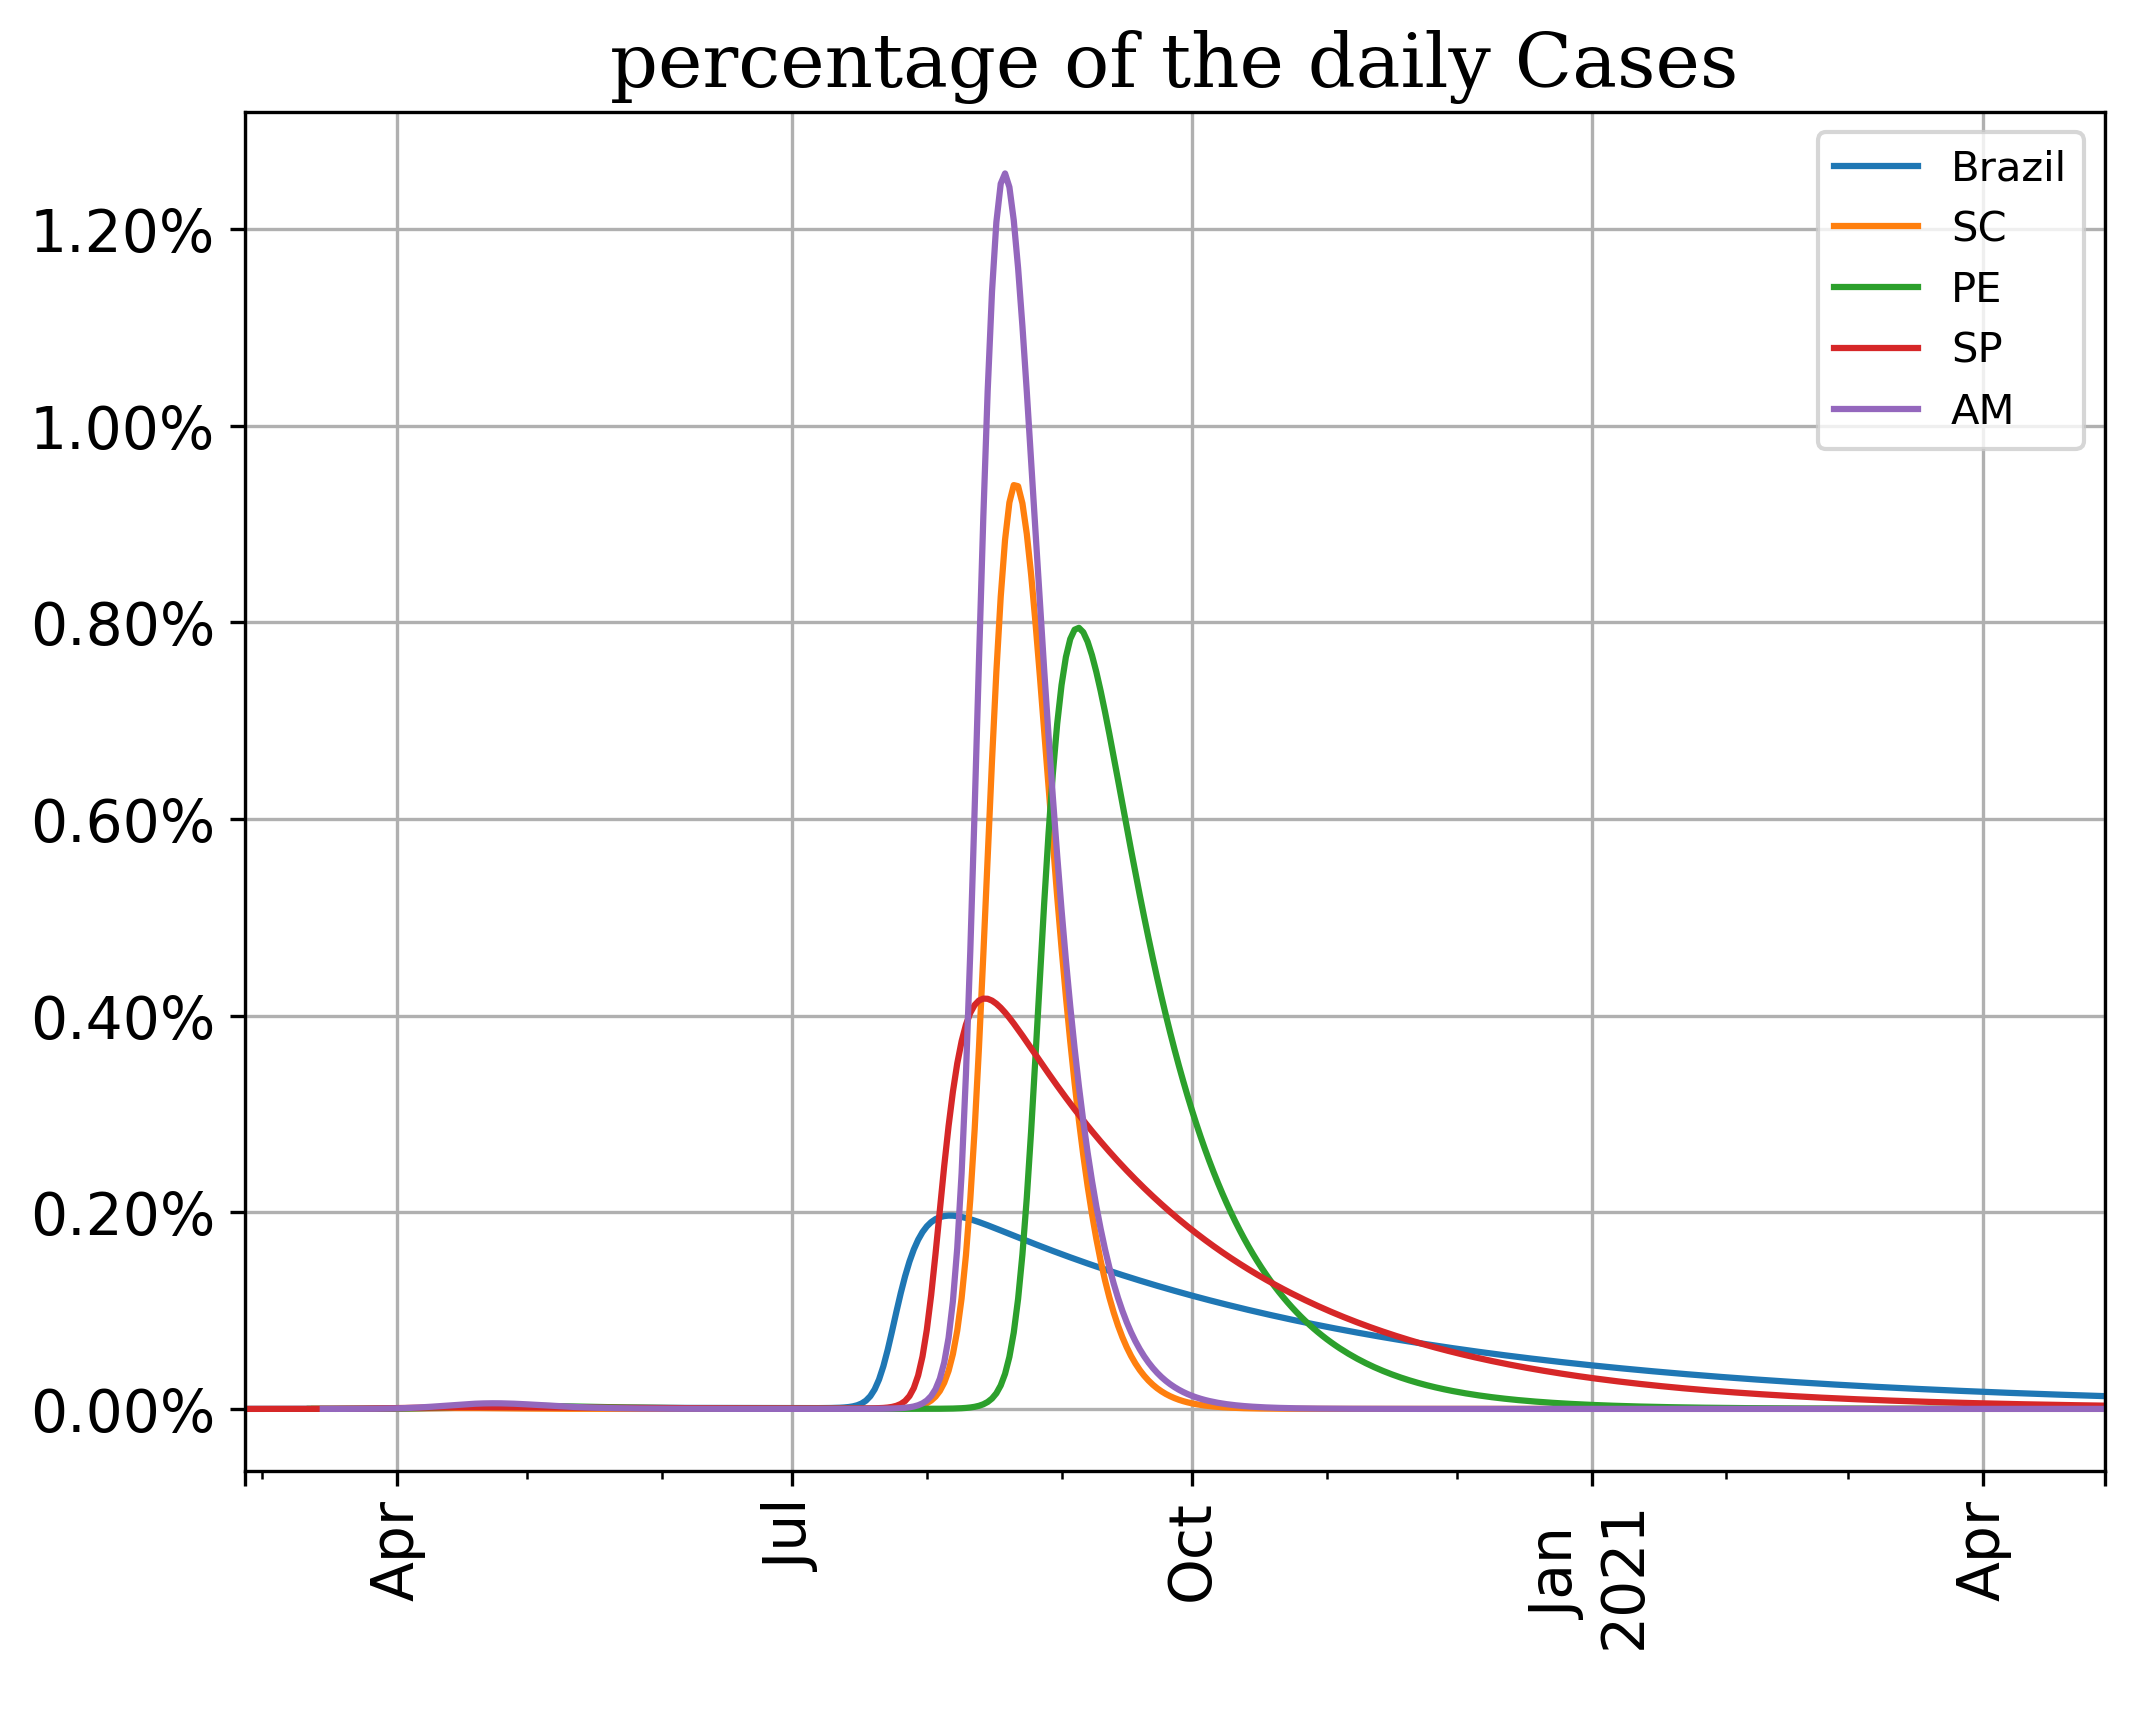 percentage of the daily Cases
1.20%
1.00%
0.80%
0.60%
0.40%
0.20%
0.00%
Brazil
SC
PE
SP
AM
Apr
Jul
Oct
Jan
2021
Apr